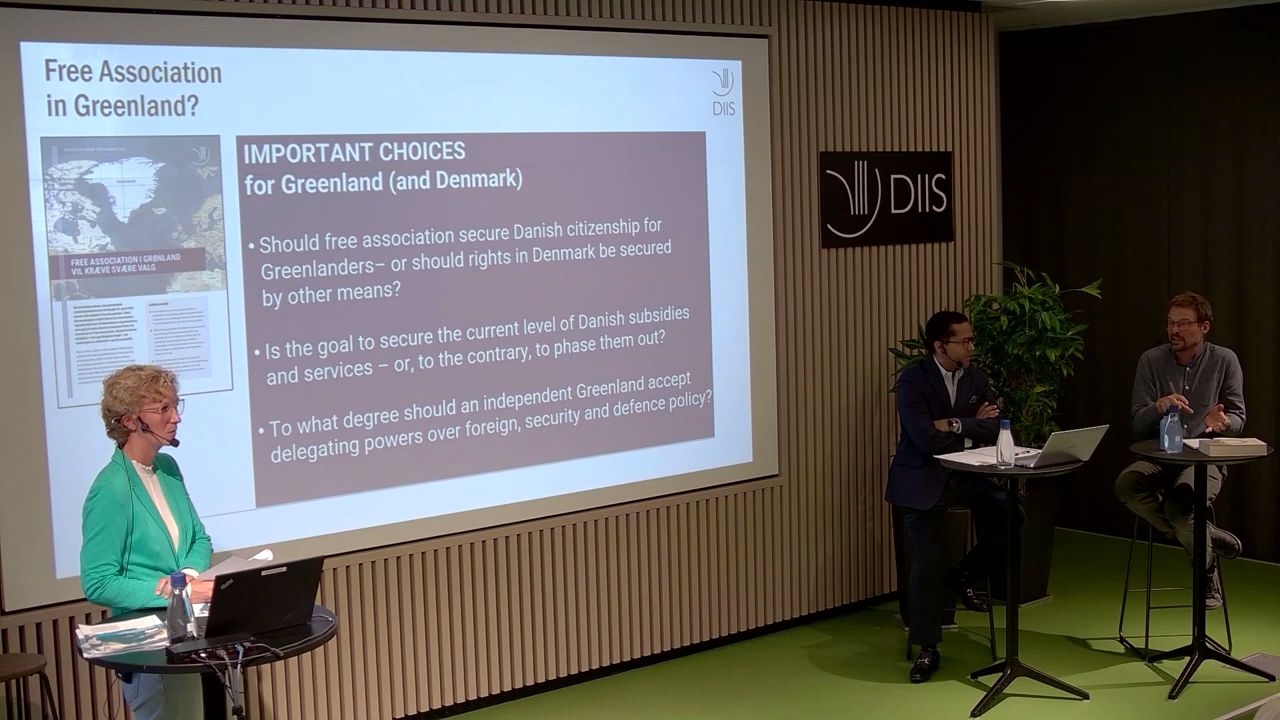 Free Association
in Greenland?
DIIS
FREE ASSOCIATION I GRØNLAND
VIL KRÆVE SVÆRE VALG
IMPORTANT CHOICES
for Greenland (and Denmark)
• Should free association secure Danish citizenship for
Greenlanders– or should rights in Denmark be secured
by other means?
• Is the goal to secure the current level of Danish subsidies
and services – or, to the contrary, to phase them out?
• To what degree should an independent Greenland accept
delegating powers over foreign, security and defence policy?
DIIS